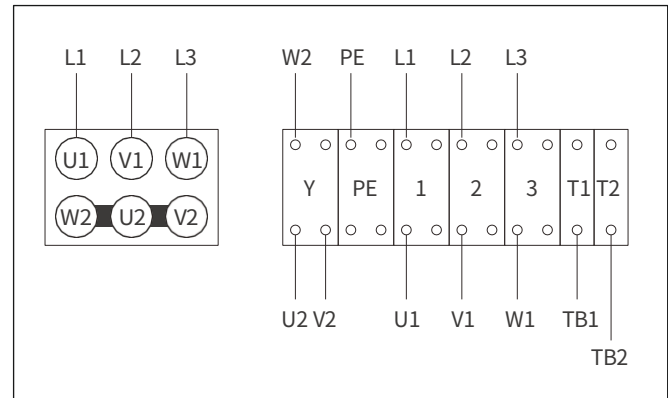 L1 L2 L3 W2 PE L1 L2 L3
U1 V1 W1
Y PE 1 2 3 T1 T2
W2 U2 V2
U2 V2 U1 V1 W1 TB1
TB2